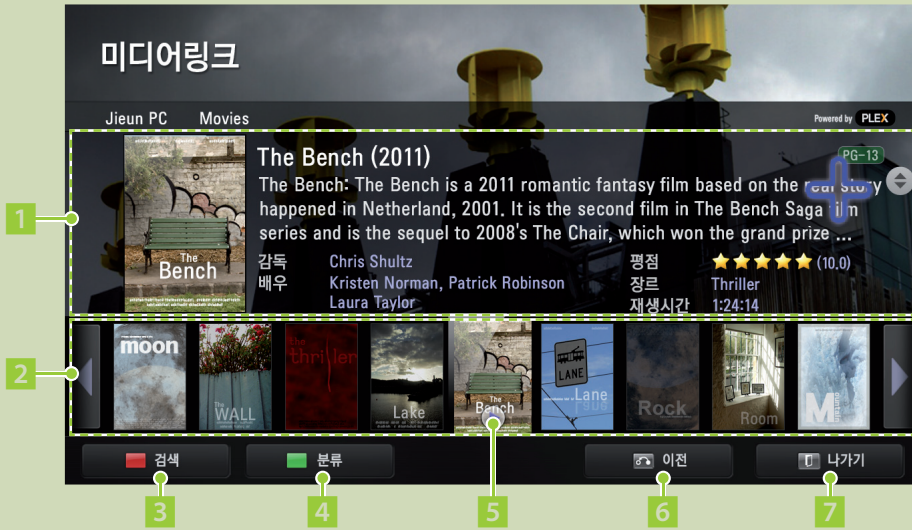 미디어링크
Jieun PC Movies
Powered by PLEX
The Bench (2011)
PG-13
The Bench: The Bench is a 2011 romantic fantasy film based on the real story
happened in Netherland, 2001. It is the second film in The Bench Saga film
series and is the sequel to 2008's The Chair, which won the grand prize ...
감독 Chris Shultz
평점 (10.0)
배우 Kristen Norman, Patrick Robinson
Laura Taylor
장르 Thriller
재생시간 1:24:14
The
Bench
1
2
moon
The
WALL
the
thriller
Lake
The
Bench
LANE
Lane
Rock
Room
M
검색
분류
이전
나가기
3
4
5
6
7